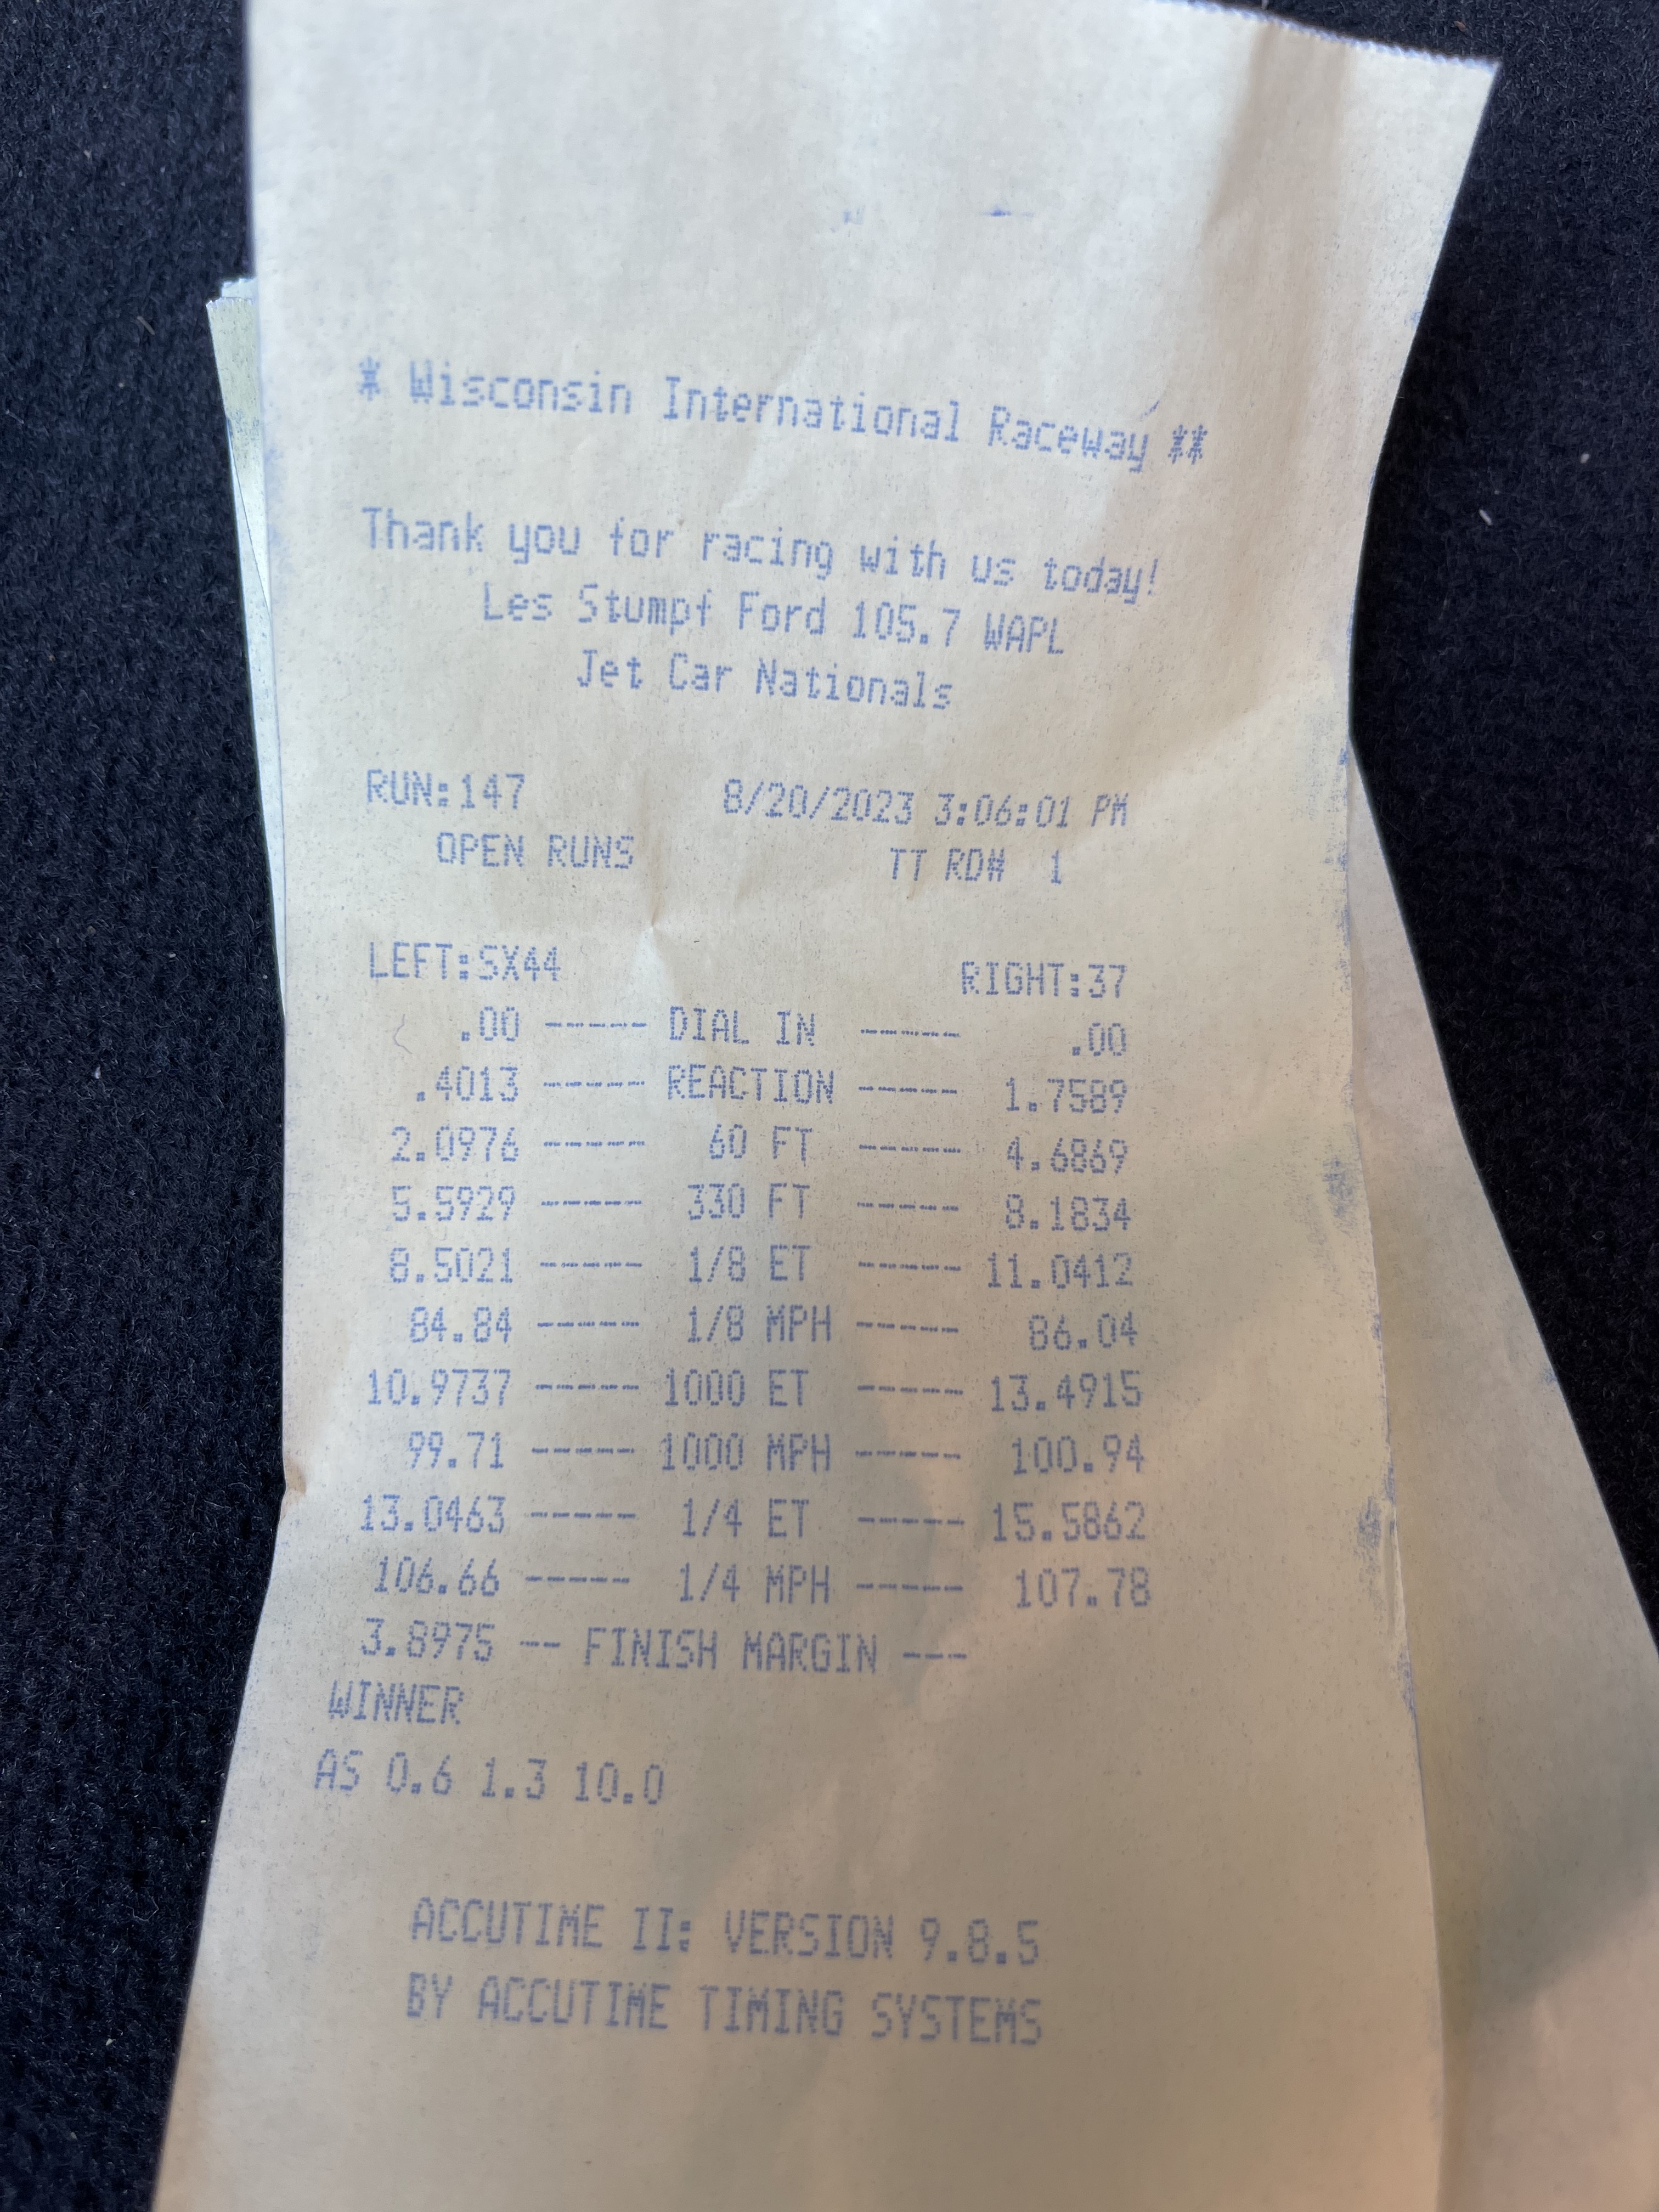 * Wisconsin International Raceway **
Thank you for racing with us today!
Les Stumpf Ford 105.7 WAPL
Jet Car Nationals
RUN:147 8/20/2023 3:06:01 PM
OPEN RUNS TT RD# 1
LEFT:SX44 RIGHT:37
.00 ----- DIAL IN ----- .00
.4013 ----- REACTION ----- 1.7589
2.0976 ----- 60 FT ----- 4.6869
5.5929 ----- 330 FT ----- 8.1834
8.5021 ----- 1/8 ET ----- 11.0412
84.84 ----- 1/8 MPH ----- 86.04
10.9737 ----- 1000 ET ----- 13.4915
99.71 ----- 1000 MPH ----- 100.94
13.0463 ----- 1/4 ET ----- 15.5862
106.66 ----- 1/4 MPH ----- 107.78
3.8975 -- FINISH MARGIN ---
WINNER
AS 0.6 1.3 10.0
ACCUTIME II: VERSION 9.8.5
BY ACCUTIME TIMING SYSTEMS